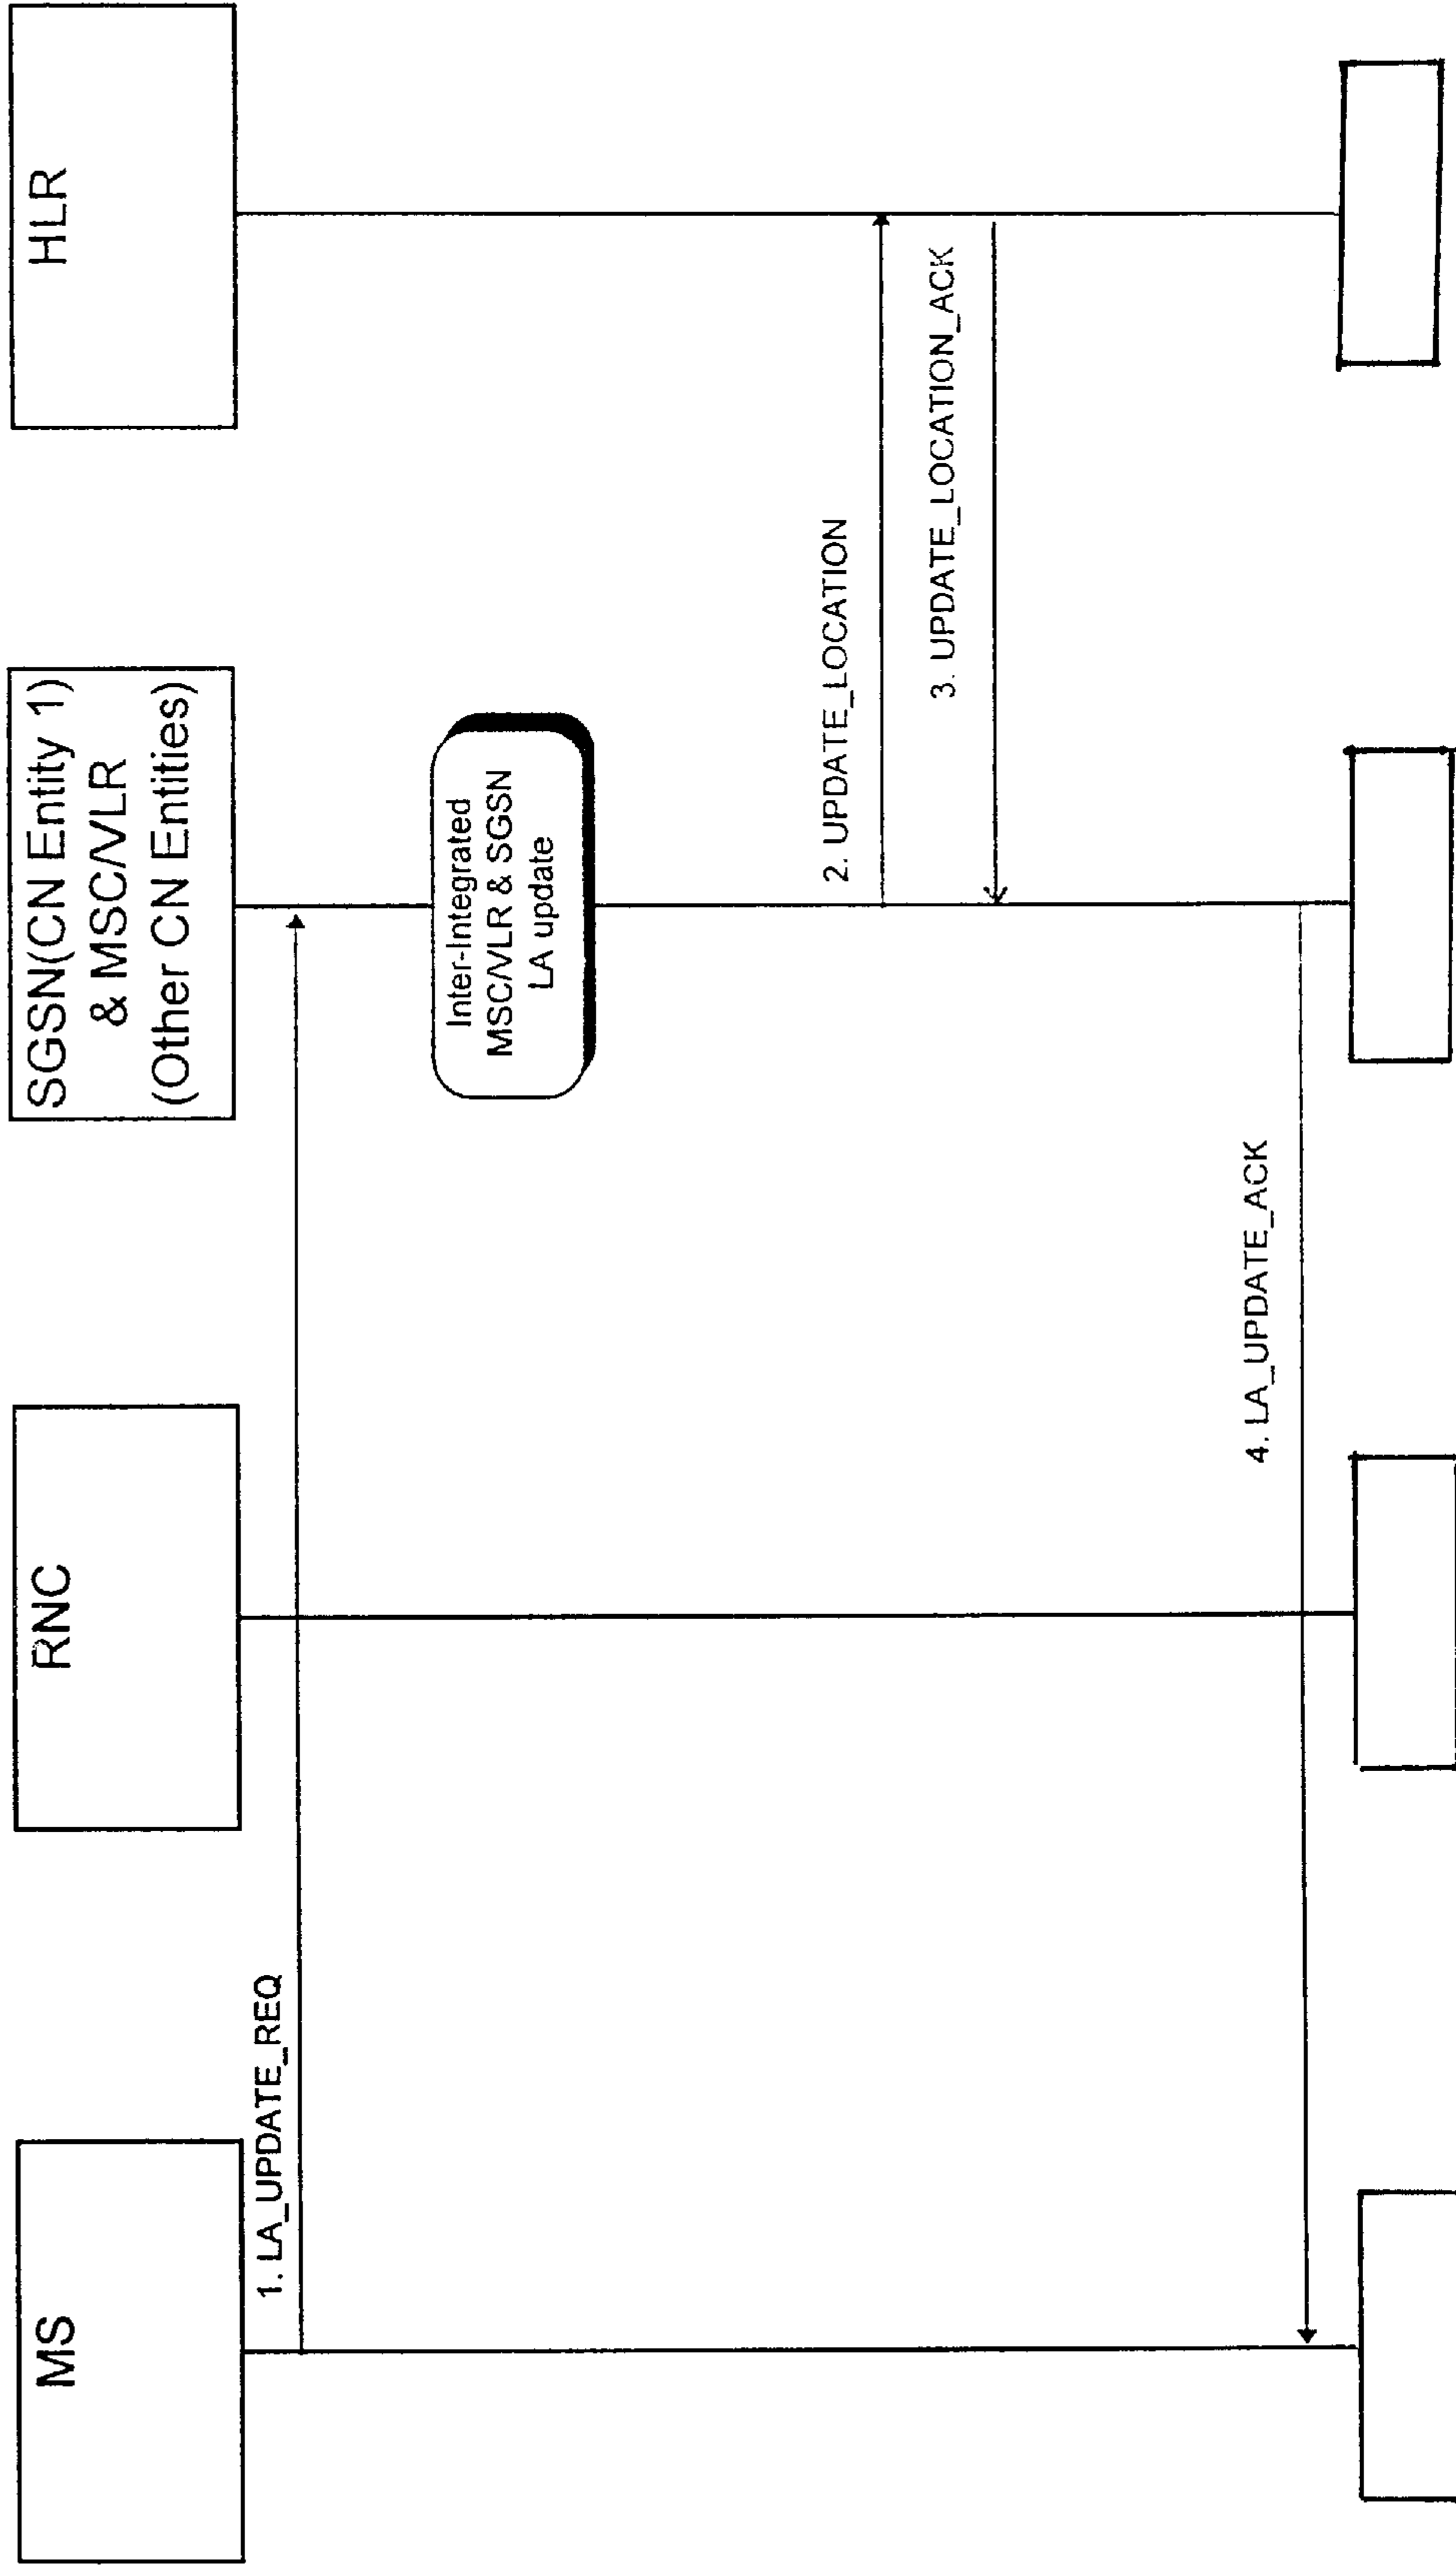 MS
RNC
SGSN(CN Entity 1)
& MSC/VLR
(Other CN Entities)
HLR
1. LA_UPDATE_REQ
Inter-Integrated
MSC/VLR & SGSN
LA update
2. UPDATE_LOCATION
3. UPDATE_LOCATION_ACK
4. LA_UPDATE_ACK